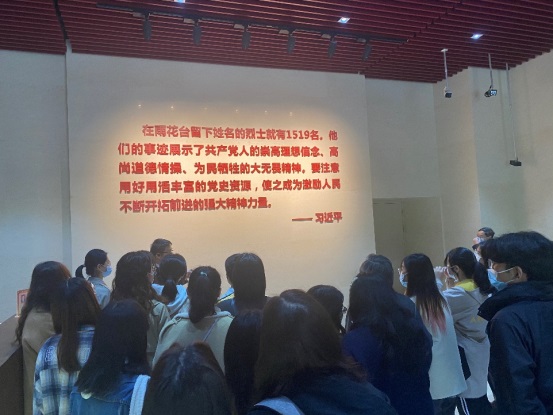 在雨花台留下姓名的烈士就有1519名。他
们的事迹展示了共产党人的崇高理想信念、高
尚道德情操、为民牺牲的大无畏精神。要注意
用好用活丰富的党史资源，使之成为激励人民
不断开拓前进的强大精神力量。
——习近平